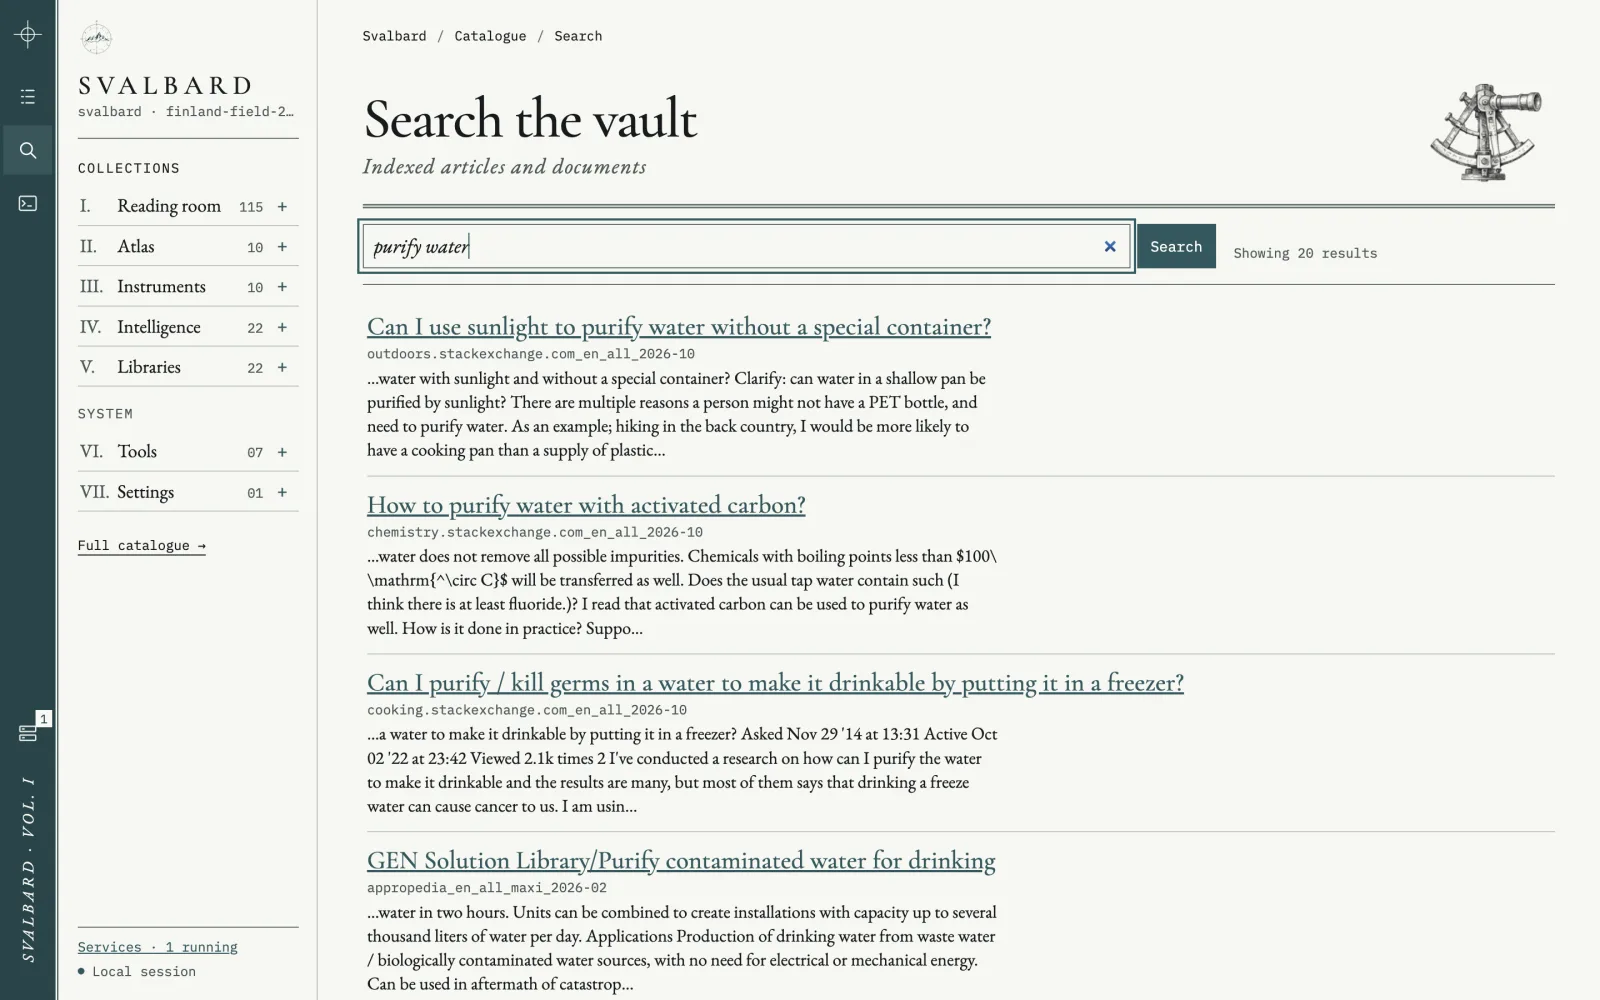 Svalbard / Catalogue / Search
SVALBARD
svalbard · finland-field-2…
COLLECTIONS
I. Reading room 115 +
II. Atlas 10 +
III. Instruments 10 +
IV. Intelligence 22 +
V. Libraries 22 +
SYSTEM
VI. Tools 07 +
VII. Settings 01 +
Full catalogue →
Services · 1 running
Local session
1
SVALBARD · VOL. I
Search the vault
Indexed articles and documents
purify water
Search
Showing 20 results
Can I use sunlight to purify water without a special container?
outdoors.stackexchange.com_en_all_2026-10
…water with sunlight and without a special container? Clarify: can water in a shallow pan be
purified by sunlight? There are multiple reasons a person might not have a PET bottle, and
need to purify water. As an example; hiking in the back country, I would be more likely to
have a cooking pan than a supply of plastic…
How to purify water with activated carbon?
chemistry.stackexchange.com_en_all_2026-10
…water does not remove all possible impurities. Chemicals with boiling points less than $100\
\mathrm{^\circ C}$ will be transferred as well. Does the usual tap water contain such (I
think there is at least fluoride.)? I read that activated carbon can be used to purify water as
well. How is it done in practice? Suppo…
Can I purify / kill germs in a water to make it drinkable by putting it in a freezer?
cooking.stackexchange.com_en_all_2026-10
…a water to make it drinkable by putting it in a freezer? Asked Nov 29 '14 at 13:31 Active Oct
02 '22 at 23:42 Viewed 2.1k times 2 I've conducted a research on how can I purify the water
to make it drinkable and the results are many, but most of them says that drinking a freeze
water can cause cancer to us. I am usin…
GEN Solution Library/Purify contaminated water for drinking
appropedia_en_all_maxi_2026-02
…water in two hours. Units can be combined to create installations with capacity up to several
thousand liters of water per day. Applications Production of drinking water from waste water
/ biologically contaminated water sources, with no need for electrical or mechanical energy.
Can be used in aftermath of catastrop…